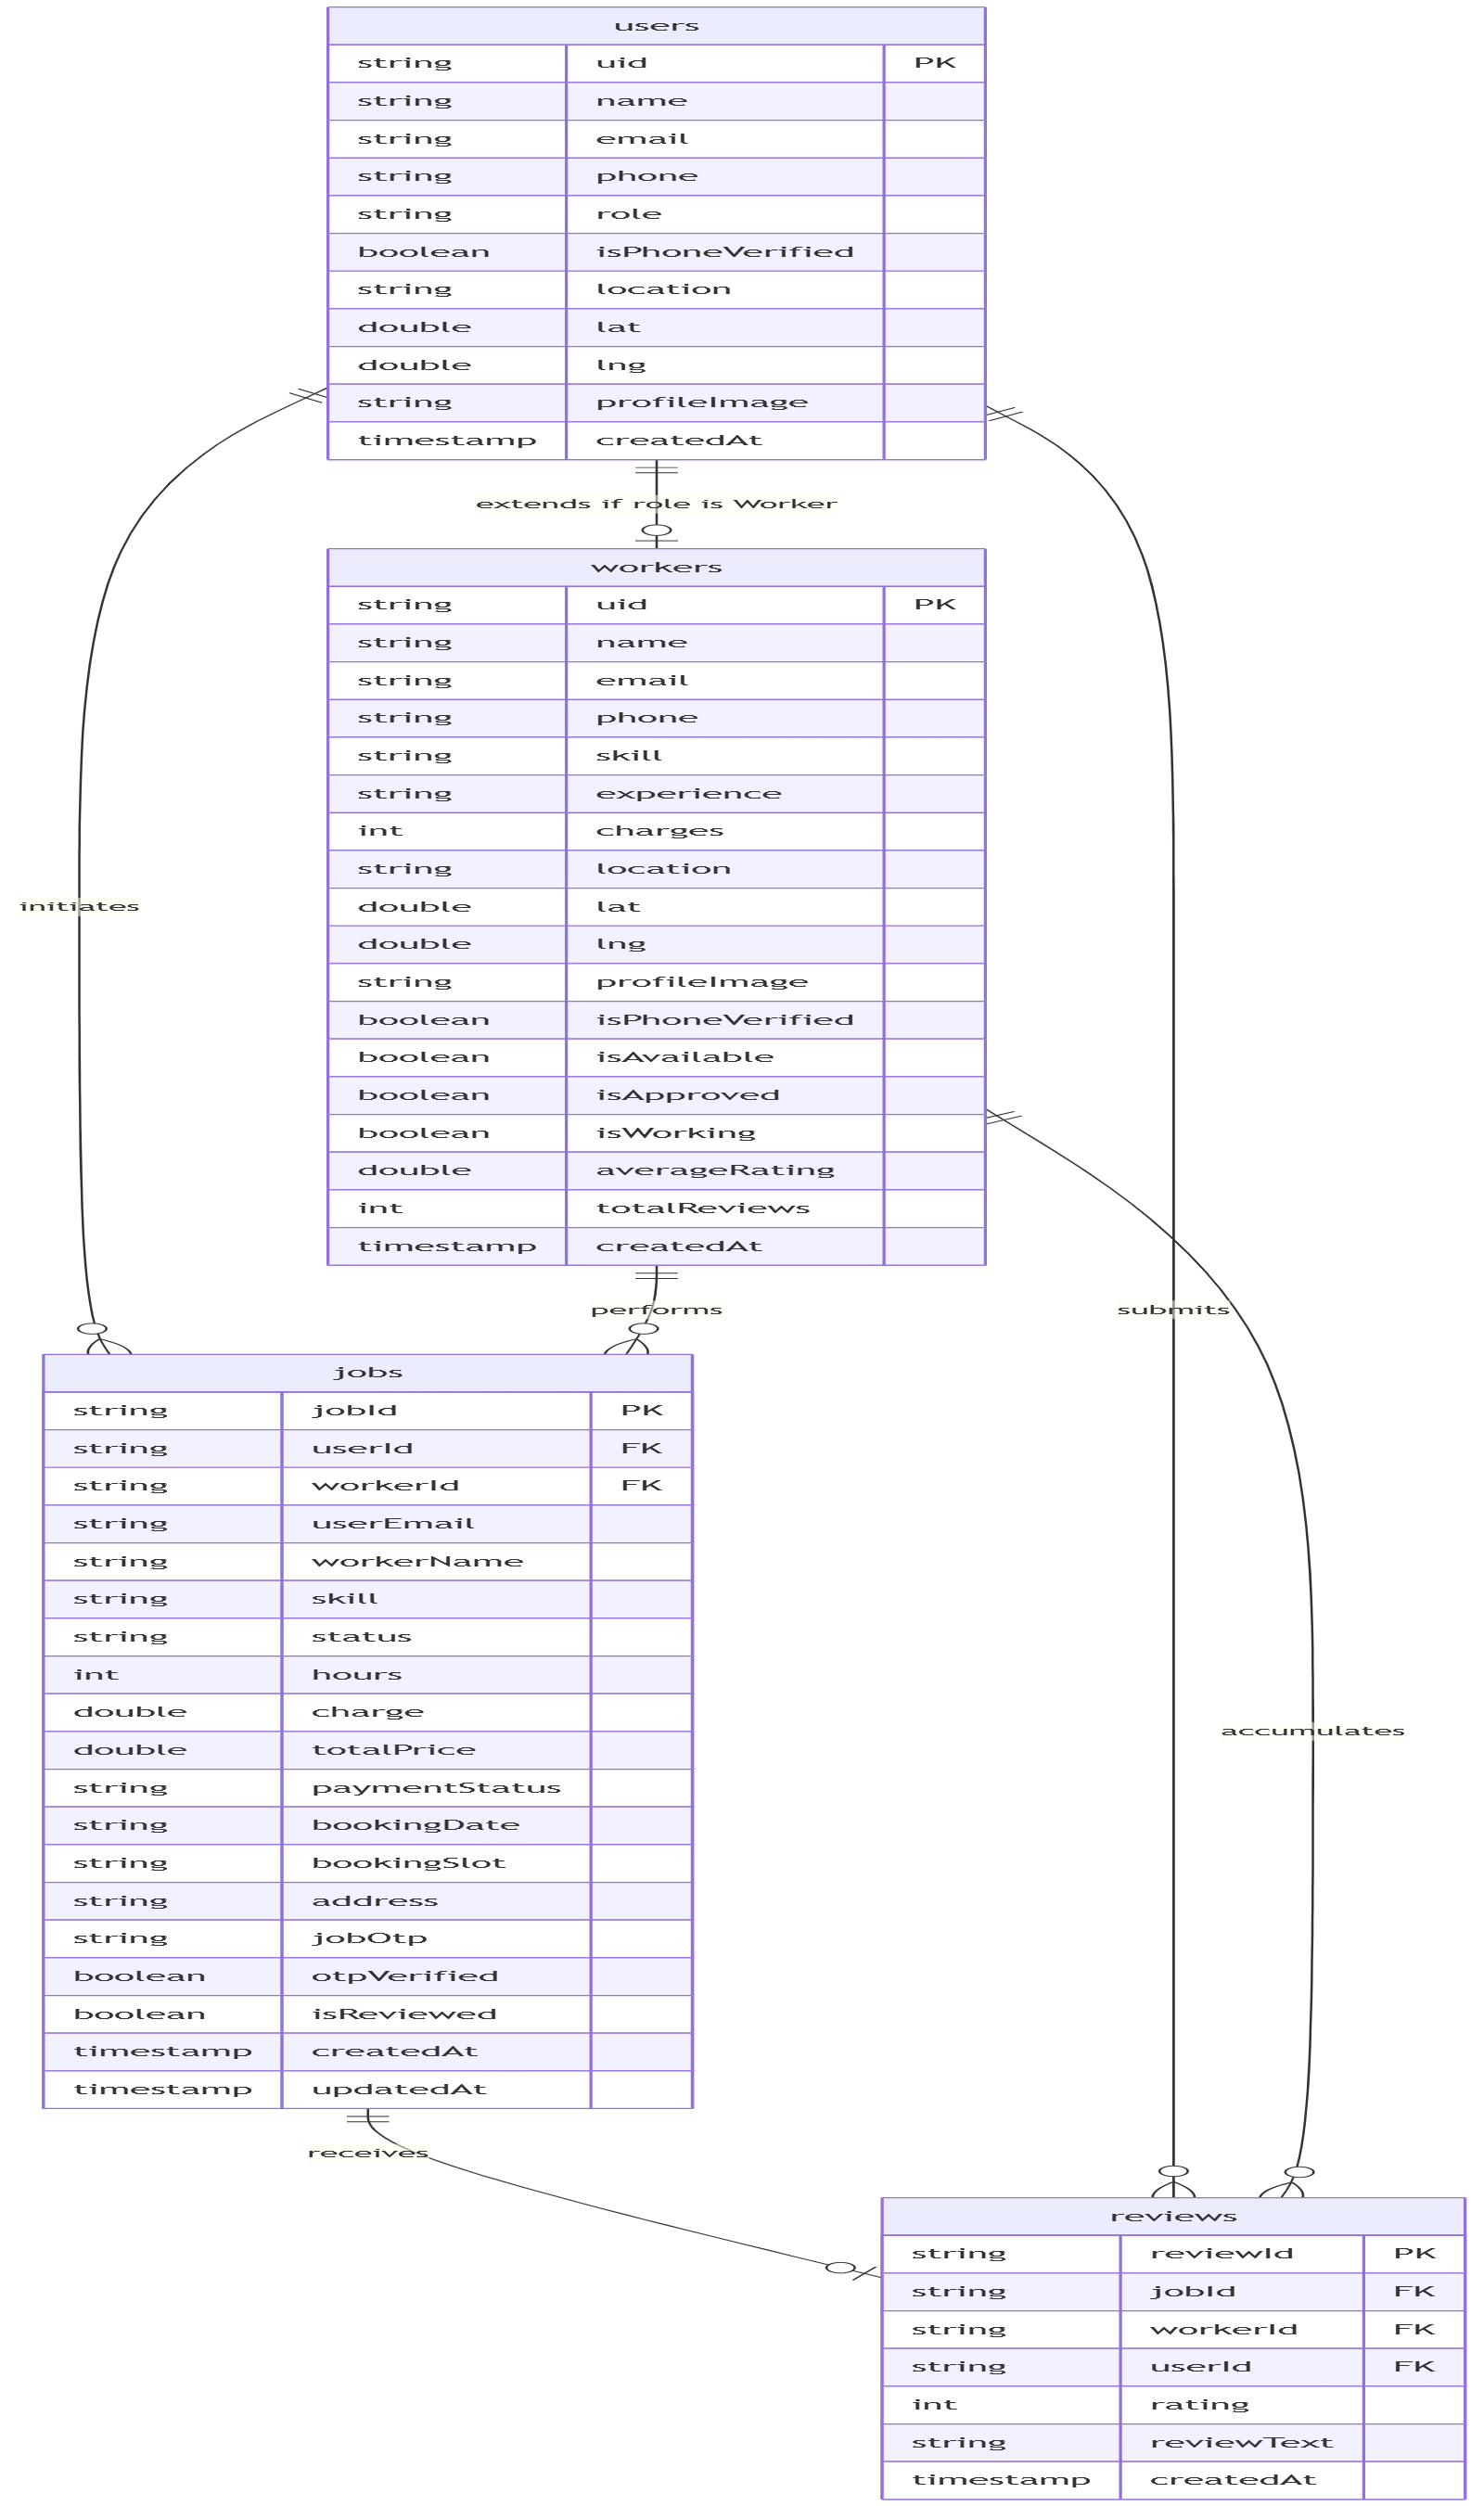 users
string uid PK
string name
string email
string phone
string role
boolean isPhoneVerified
string location
double lat
double lng
string profileImage
timestamp createdAt
extends if role is Worker
workers
string uid PK
string name
string email
string phone
string skill
string experience
int charges
string location
double lat
initiates
double lng
string profileImage
boolean isPhoneVerified
boolean isAvailable
boolean isApproved
boolean isWorking
double averageRating
int totalReviews
timestamp createdAt
performs
submits
jobs
string jobId PK
string userId FK
string workerId FK
string userEmail
string workerName
string skill
string status
int hours
double charge
accumulates
double totalPrice
string paymentStatus
string bookingDate
string bookingSlot
string address
string jobOtp
boolean otpVerified
boolean isReviewed
timestamp createdAt
timestamp updatedAt
receives
reviews
string reviewId PK
string jobId FK
string workerId FK
string userId FK
int rating
string reviewText
timestamp createdAt